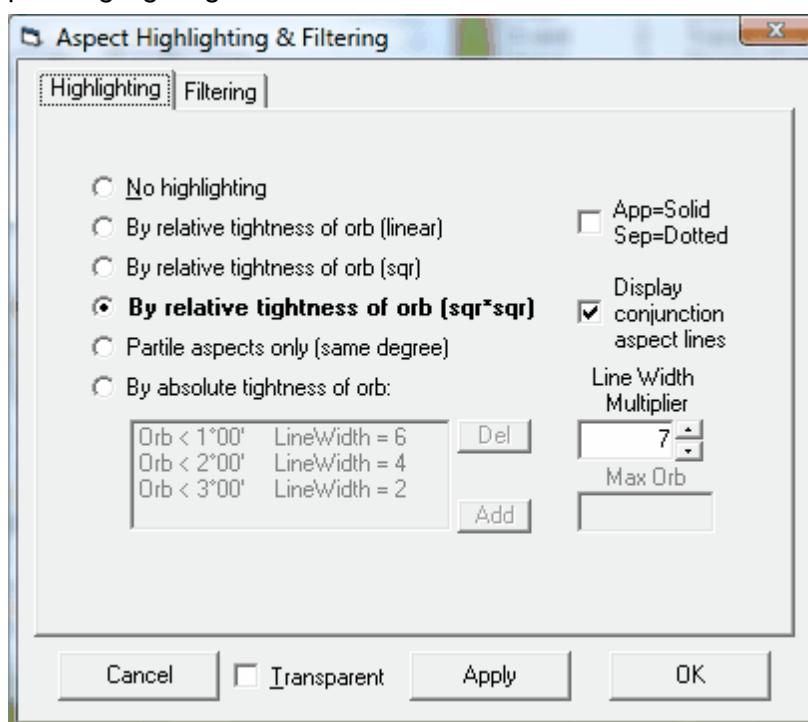 Aspect Highlighting & Filtering
Highlighting
Filtering
No highlighting
By relative tightness of orb (linear)
By relative tightness of orb (sqr)
By relative tightness of orb (sqr*sqr)
Partile aspects only (same degree)
By absolute tightness of orb:
Orb < 1°00' LineWidth = 6
Orb < 2°00' LineWidth = 4
Orb < 3°00' LineWidth = 2
Del
Add
App=Solid
Sep=Dotted
Display
conjunction
aspect lines
Line Width
Multiplier
7
Max Orb
Cancel
Transparent
Apply
OK